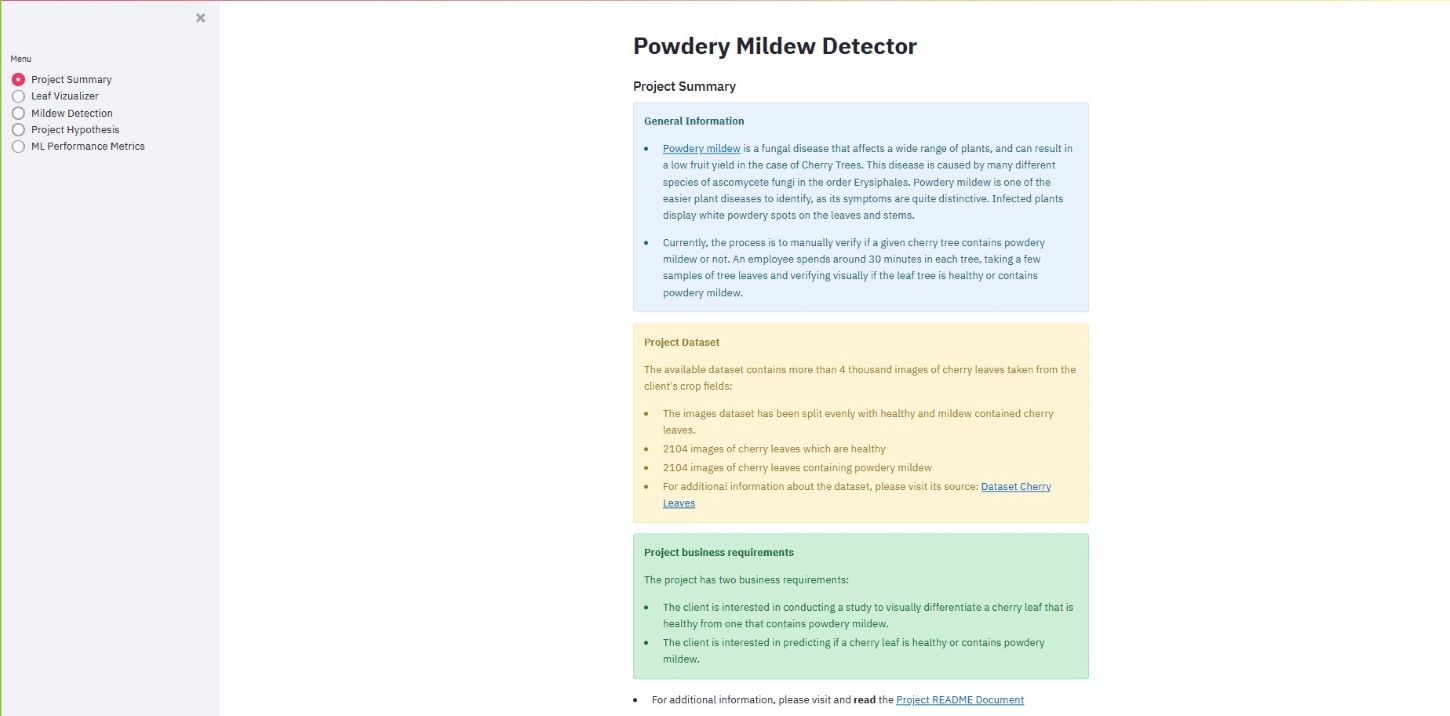 ×
Menu
Project Summary
Leaf Vizualizer
Mildew Detection
Project Hypothesis
ML Performance Metrics
Powdery Mildew Detector
Project Summary
General Information
• Powdery mildew is a fungal disease that affects a wide range of plants, and can result in
a low fruit yield in the case of Cherry Trees. This disease is caused by many different
species of ascomycete fungi in the order Erysiphales. Powdery mildew is one of the
easier plant diseases to identify, as its symptoms are quite distinctive. Infected plants
display white powdery spots on the leaves and stems.
• Currently, the process is to manually verify if a given cherry tree contains powdery
mildew or not. An employee spends around 30 minutes in each tree, taking a few
samples of tree leaves and verifying visually if the leaf tree is healthy or contains
powdery mildew.
Project Dataset
The available dataset contains more than 4 thousand images of cherry leaves taken from the
client's crop fields:
• The images dataset has been split evenly with healthy and mildew contained cherry
leaves.
• 2104 images of cherry leaves which are healthy
• 2104 images of cherry leaves containing powdery mildew
• For additional information about the dataset, please visit its source: Dataset Cherry
Leaves
Project business requirements
The project has two business requirements:
• The client is interested in conducting a study to visually differentiate a cherry leaf that is
healthy from one that contains powdery mildew.
• The client is interested in predicting if a cherry leaf is healthy or contains powdery
mildew.
• For additional information, please visit and read the Project README Document